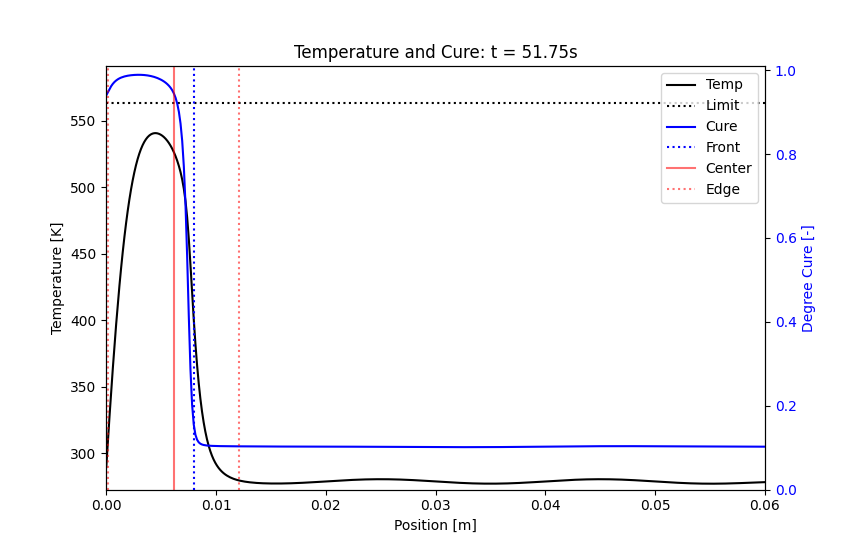 Temperature and Cure: t = 51.75s
Temp
Limit
Cure
Front
Center
Edge
Temperature [K]
550
500
450
400
350
300
Degree Cure [-]
1.0
0.8
0.6
0.4
0.2
0.0
0.00 0.01 0.02 0.03 0.04 0.05 0.06
Position [m]